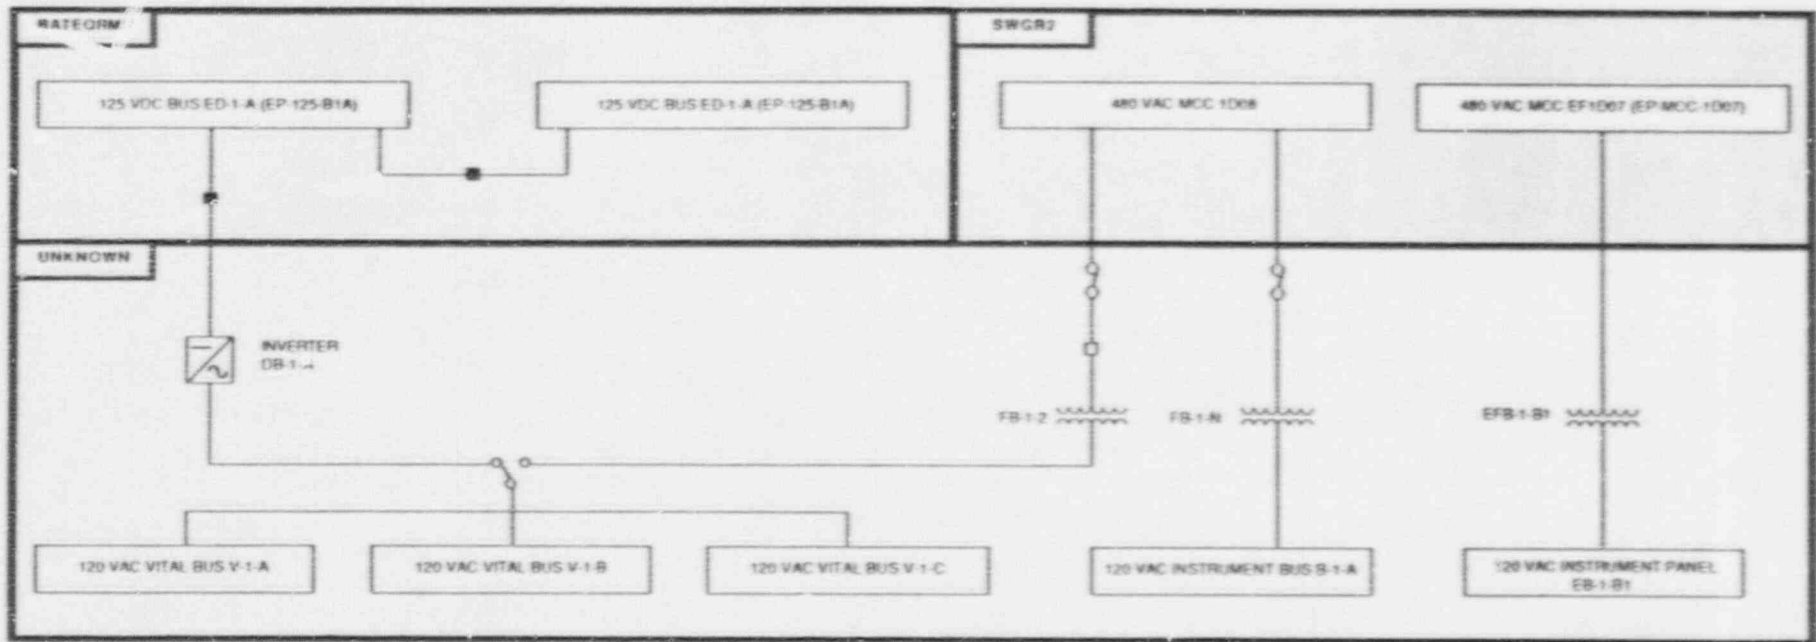 BATEQRM
SWGR2
125 VDC BUS ED-1-A (EP-125-B1A)
125 VDC BUS ED-1-A (EP-125-B1A)
480 VAC MCC 1D08
480 VAC MCC EF1D07 (EP-MCC-1D07)
UNKNOWN
INVERTER
FB-1-2
FB-1-N
EFB-1-B1
120 VAC VITAL BUS V-1-A
120 VAC VITAL BUS V-1-B
120 VAC VITAL BUS V-1-C
120 VAC INSTRUMENT BUS B-1-A
120 VAC INSTRUMENT PANEL
EB-1-B1